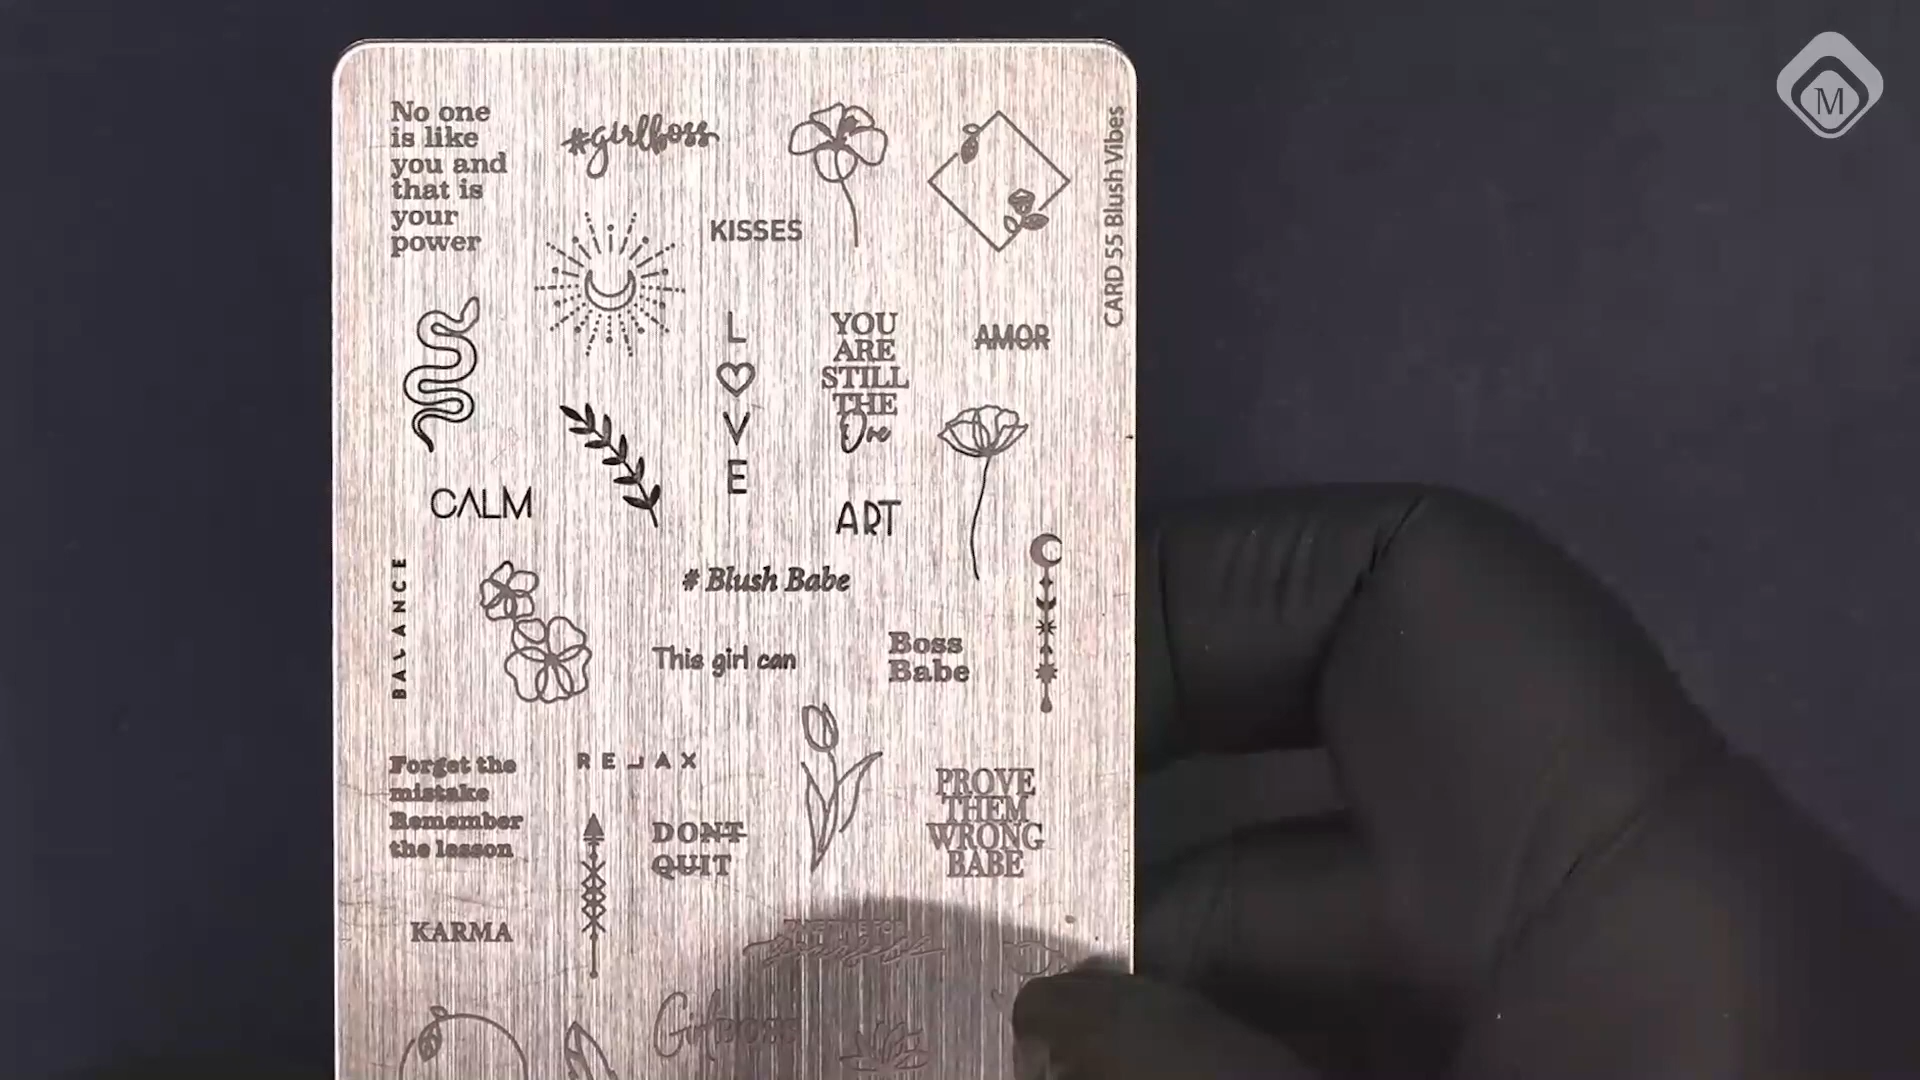 No one
is like
you and
that is
your
power
#girlboss
KISSES
CARD 55 Blush Vibes
M
L
V
E
YOU
ARE
STILL
THE
One
AMOR
CALM
ART
BALANCE
# Blush Babe
This girl can
Boss
Babe
Forget the
mistake
Remember
the lesson
RELAX
DONT
QUIT
PROVE
THEM
WRONG
BABE
KARMA
Girlboss